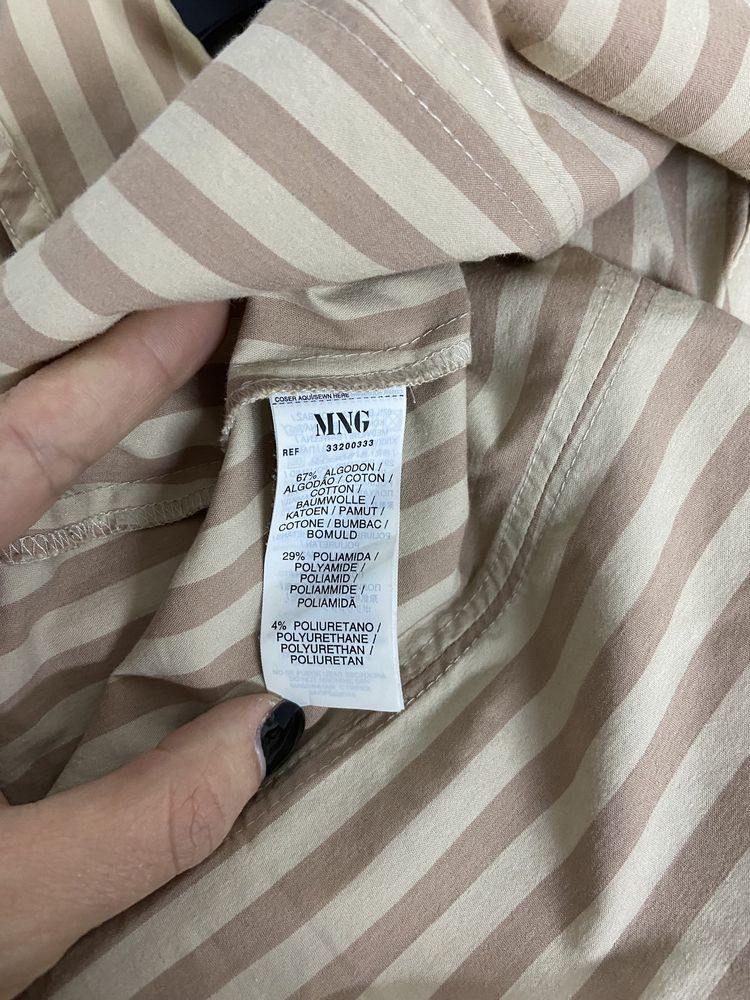 COSER AQUI/SEWN HERE
MNG
REF 33200333
67% ALGODON /
ALGODÃO / COTON /
COTTON /
BAUMWOLLE /
KATOEN / PAMUT /
COTONE / BUMBAC /
BOMULD
29% POLIAMIDA /
POLYAMIDE /
POLIAMID /
POLIAMMIDE /
POLIAMIDĂ
4% POLIURETANO /
POLYURETHANE /
POLYURETHAN /
POLIURETAN